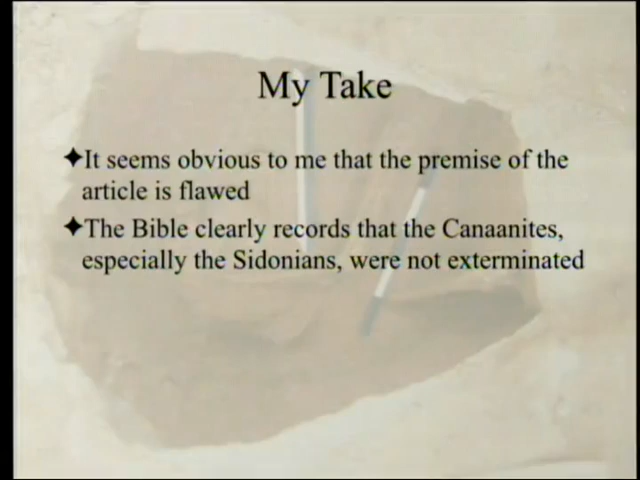 My Take
✦It seems obvious to me that the premise of the
article is flawed
✦The Bible clearly records that the Canaanites,
especially the Sidonians, were not exterminated